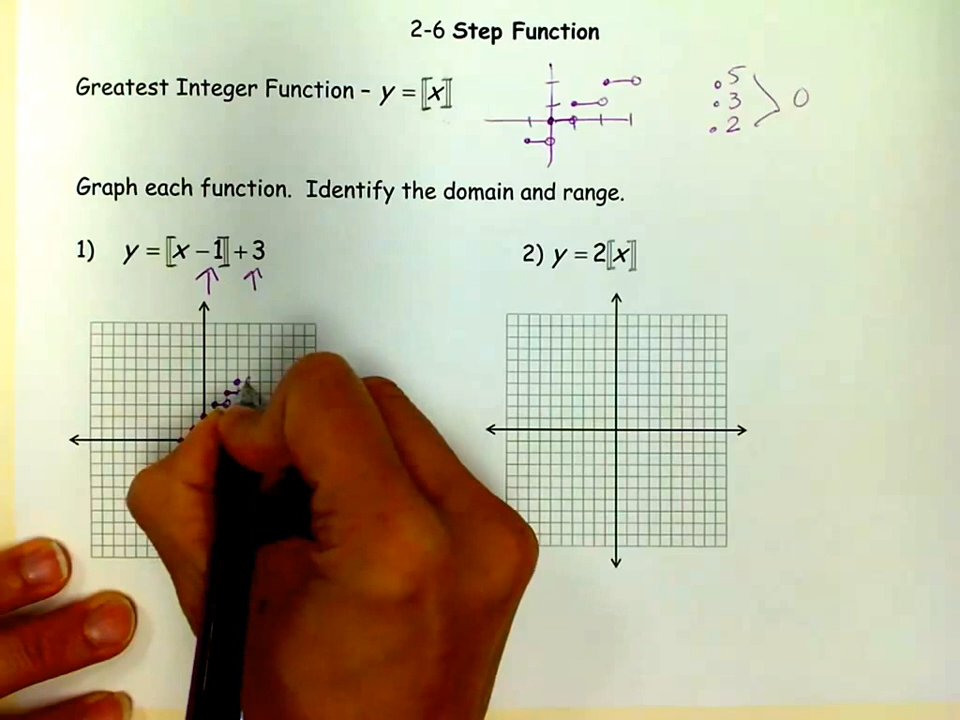 2-6 Step Function
Greatest Integer Function – y = ⟦x⟧
.5
.3
.2
0
Graph each function. Identify the domain and range.
1) y = ⟦x − 1⟧ + 3
2) y = 2⟦x⟧